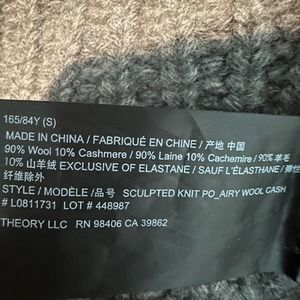 165/84Y (S)
MADE IN CHINA / FABRIQUÉ EN CHINE / 产地 中国
90% Wool 10% Cashmere / 90% Laine 10% Cachemire / 90% 羊毛
10% 山羊绒 EXCLUSIVE OF ELASTANE / SAUF L'ÉLASTHANE / 弹性
纤维除外
STYLE / MODÈLE /品号 SCULPTED KNIT PO_AIRY WOOL CASH
# L0811731 LOT # 448987
THEORY LLC RN 98406 CA 39862